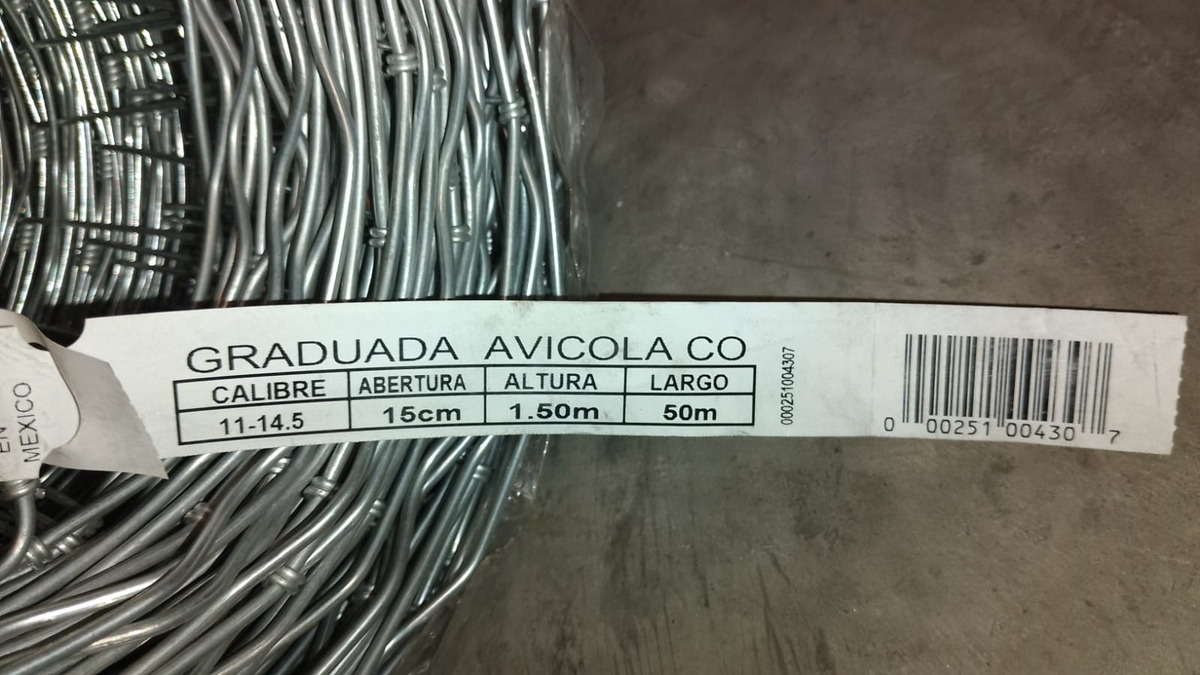 EN
MEXICO
GRADUADA AVICOLA CO
CALIBRE ABERTURA ALTURA LARGO
11-14.5 15cm 1.50m 50m
000251004307
0 00251 00430 7